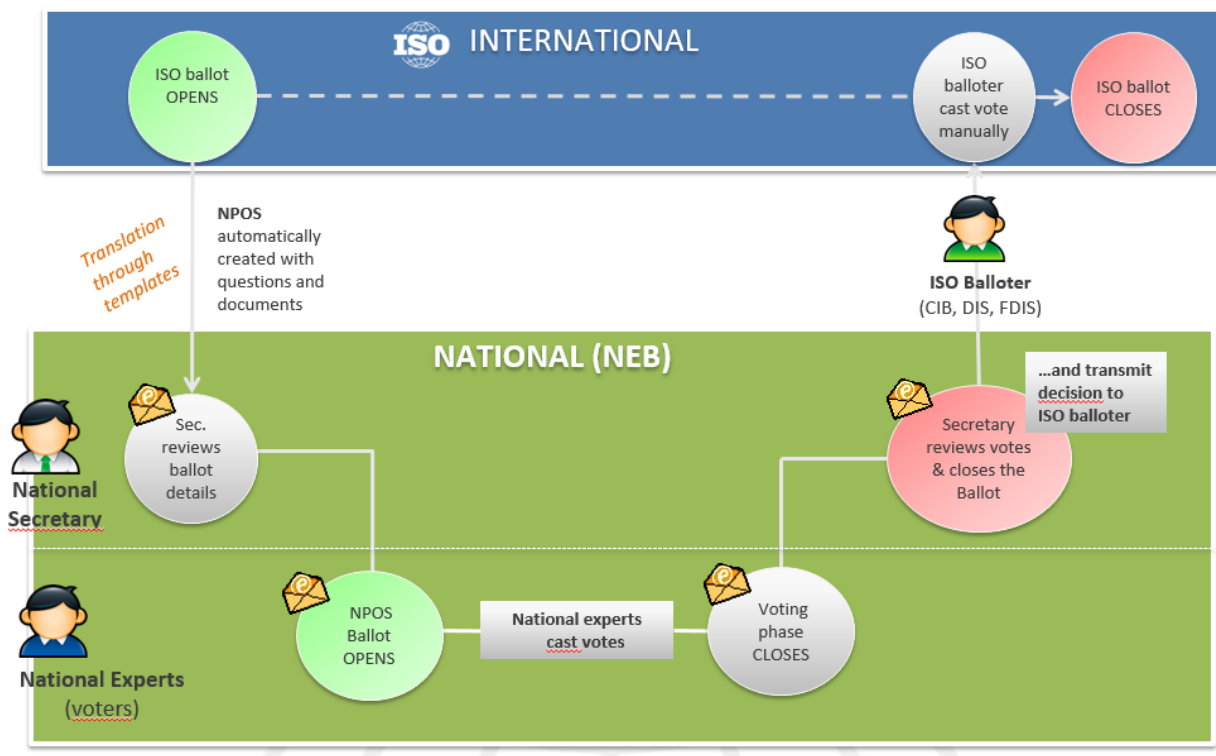 ISO INTERNATIONAL
ISO ballot
OPENS
ISO
balloter
cast vote
manually
ISO ballot
CLOSES
Translation
through
templates
NPOS
automatically
created with
questions and
documents
ISO Balloter
(CIB, DIS, FDIS)
NATIONAL (NEB)
...and transmit
decision to
ISO balloter
National
Secretary
Sec.
reviews
ballot
details
Secretary
reviews votes
& closes the
Ballot
National Experts
(voters)
NPOS
Ballot
OPENS
National experts
cast votes
Voting
phase
CLOSES